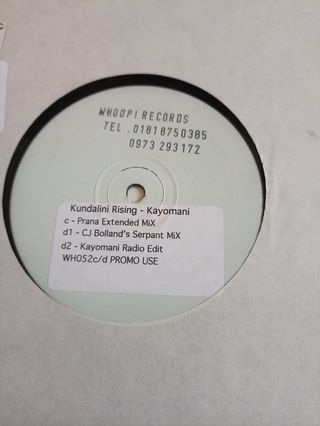 WHOOP! RECORDS
TEL .01818750385
0973 293172
Kundalini Rising - Kayomani
c - Prana Extended MiX
d1 - CJ Bolland's Serpant MiX
d2 - Kayomani Radio Edit
WH052c/d PROMO USE